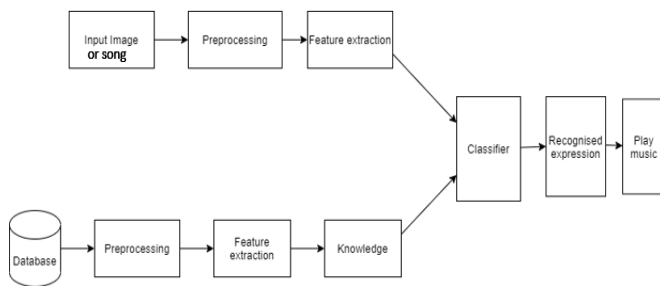 Input Image
or song
Preprocessing
Feature extraction
Classifier
Recognised
expression
Play
music
Database
Preprocessing
Feature
extraction
Knowledge